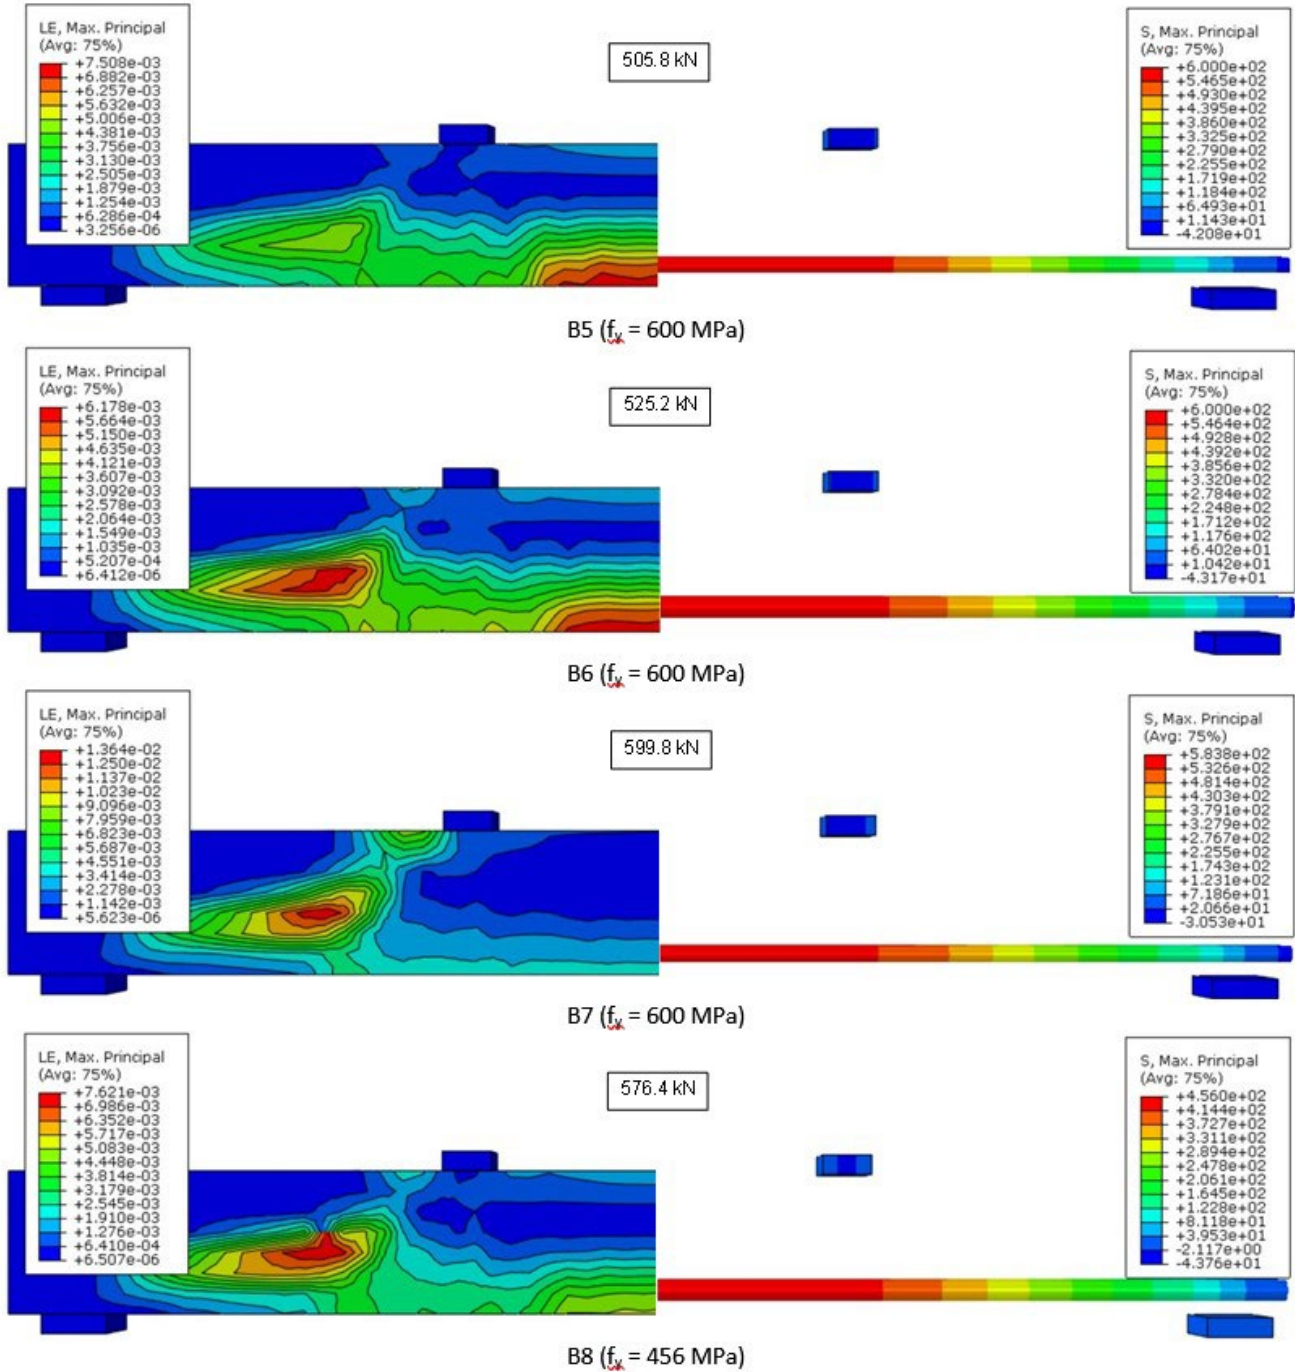 LE, Max. Principal
(Avg: 75%)
+7.508e-03
+6.882e-03
+6.257e-03
+5.632e-03
+5.006e-03
+4.381e-03
+3.756e-03
+3.130e-03
+2.505e-03
+1.879e-03
+1.254e-03
+6.286e-04
+3.256e-06
505.8 kN
S, Max. Principal
(Avg: 75%)
+6.000e+02
+5.465e+02
+4.930e+02
+4.395e+02
+3.860e+02
+3.325e+02
+2.790e+02
+2.255e+02
+1.719e+02
+1.184e+02
+6.493e+01
+1.143e+01
-4.208e+01
B5 (fy = 600 MPa)
LE, Max. Principal
(Avg: 75%)
+6.178e-03
+5.664e-03
+5.150e-03
+4.635e-03
+4.121e-03
+3.607e-03
+3.092e-03
+2.578e-03
+2.064e-03
+1.549e-03
+1.035e-03
+5.207e-04
+6.412e-06
525.2 kN
S, Max. Principal
(Avg: 75%)
+6.000e+02
+5.464e+02
+4.928e+02
+4.392e+02
+3.856e+02
+3.320e+02
+2.784e+02
+2.248e+02
+1.712e+02
+1.176e+02
+6.402e+01
+1.042e+01
-4.317e+01
B6 (fy = 600 MPa)
LE, Max. Principal
(Avg: 75%)
+1.364e-02
+1.250e-02
+1.137e-02
+1.023e-02
+9.096e-03
+7.959e-03
+6.823e-03
+5.687e-03
+4.551e-03
+3.414e-03
+2.278e-03
+1.142e-03
+5.623e-06
599.8 kN
S, Max. Principal
(Avg: 75%)
+5.838e+02
+5.326e+02
+4.814e+02
+4.303e+02
+3.791e+02
+3.279e+02
+2.767e+02
+2.255e+02
+1.743e+02
+1.231e+02
+7.186e+01
+2.066e+01
-3.053e+01
B7 (fy = 600 MPa)
LE, Max. Principal
(Avg: 75%)
+7.621e-03
+6.986e-03
+6.352e-03
+5.717e-03
+5.083e-03
+4.448e-03
+3.814e-03
+3.179e-03
+2.545e-03
+1.910e-03
+1.276e-03
+6.410e-04
+6.507e-06
576.4 kN
S, Max. Principal
(Avg: 75%)
+4.560e+02
+4.144e+02
+3.727e+02
+3.311e+02
+2.894e+02
+2.478e+02
+2.061e+02
+1.645e+02
+1.228e+02
+8.118e+01
+3.953e+01
-2.117e+00
-4.376e+01
B8 (fy = 456 MPa)